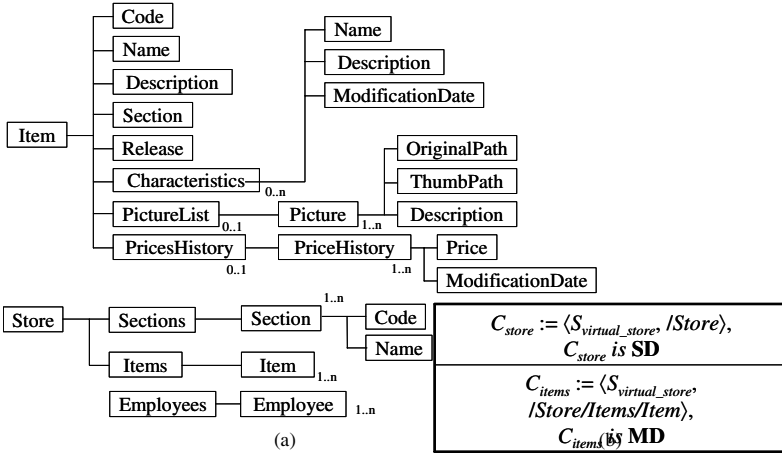 Code
Name
Description
Section
Item
Release
Characteristics
0..n
Name
Description
ModificationDate
PictureList
0..1
Picture
1..n
OriginalPath
ThumbPath
Description
PricesHistory
0..1
PriceHistory
1..n
Price
ModificationDate
Store
Sections
Section
1..n
Code
Name
Items
Item
1..n
Employees
Employee
1..n
(a)
C_store := ⟨S_virtual_store, /Store⟩,
C_store is SD
C_items := ⟨S_virtual_store,
/Store/Items/Item⟩,
C_items is MD
(b)